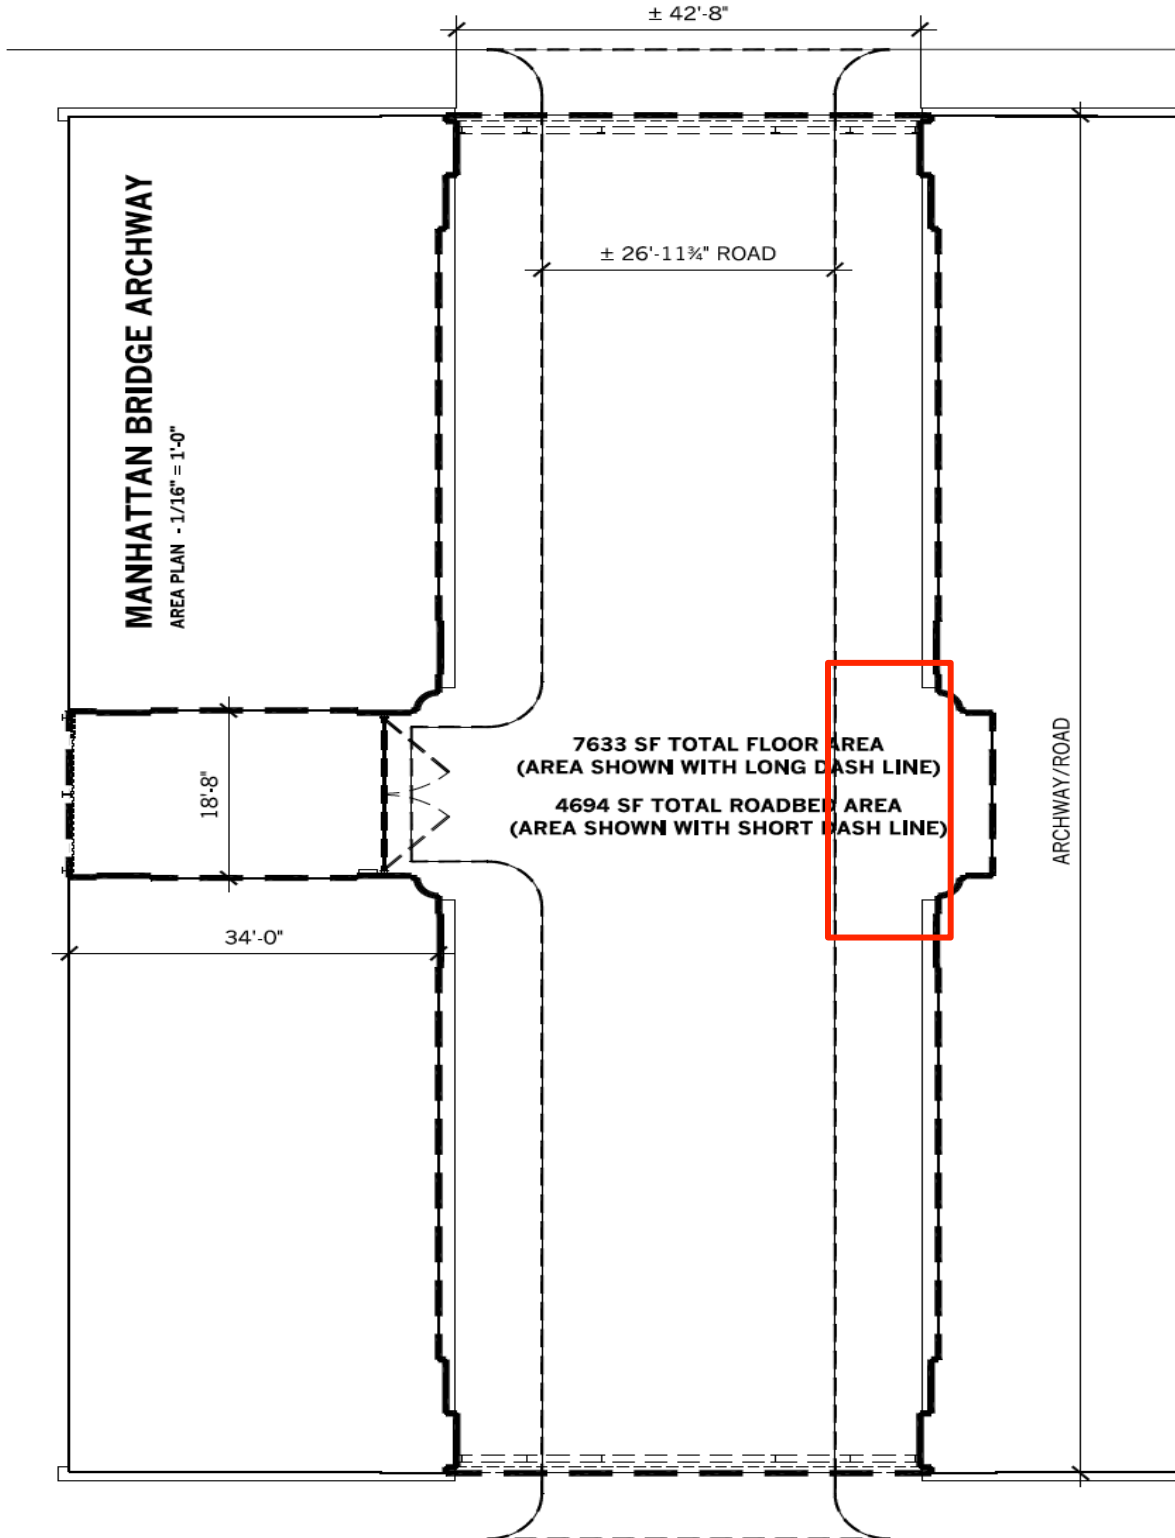 ± 42'-8"
MANHATTAN BRIDGE ARCHWAY
AREA PLAN - 1/16" = 1'-0"
± 26'-11¾" ROAD
7633 SF TOTAL FLOOR AREA
(AREA SHOWN WITH LONG DASH LINE)
4694 SF TOTAL ROADBED AREA
(AREA SHOWN WITH SHORT DASH LINE)
18'-8"
34'-0"
ARCHWAY/ROAD